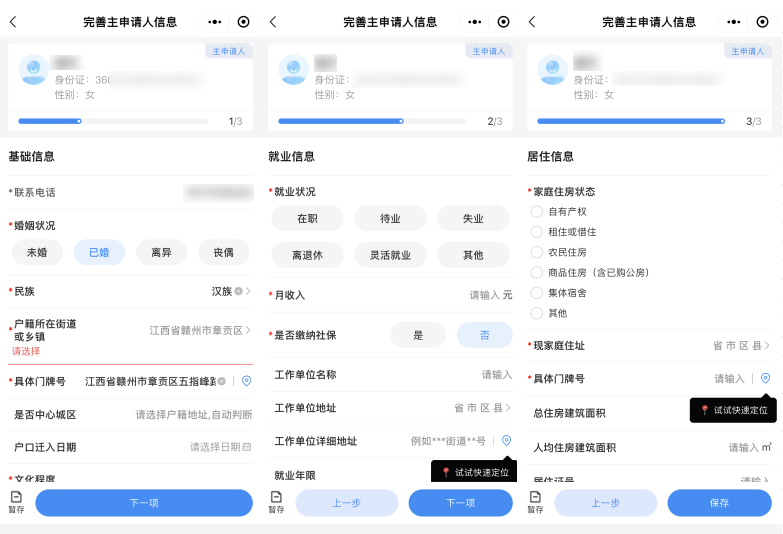 完善主申请人信息
主申请人
身份证：36
性别：女
1/3
基础信息
*联系电话
*婚姻状况
未婚
已婚
离异
丧偶
*民族
汉族
*户籍所在街道或乡镇
江西省赣州市章贡区
请选择
*具体门牌号
江西省赣州市章贡区五指峰路
是否中心城区
请选择户籍地址,自动判断
户口迁入日期
请选择日期
*文化程度
暂存
下一项
完善主申请人信息
主申请人
身份证：
性别：女
2/3
就业信息
*就业状况
在职
待业
失业
离退休
灵活就业
其他
*月收入
请输入 元
*是否缴纳社保
是
否
工作单位名称
请输入
工作单位地址
省 市 区 县
工作单位详细地址
例如***街道**号
试试快速定位
就业年限
暂存
上一步
下一项
完善主申请人信息
主申请人
身份证：
性别：女
3/3
居住信息
*家庭住房状态
自有产权
租住或借住
农民住房
商品住房（含已购公房）
集体宿舍
其他
*现家庭住址
省 市 区 县
*具体门牌号
请输入
试试快速定位
总住房建筑面积
人均住房建筑面积
请输入 ㎡
居住证号
请输入
暂存
上一步
保存